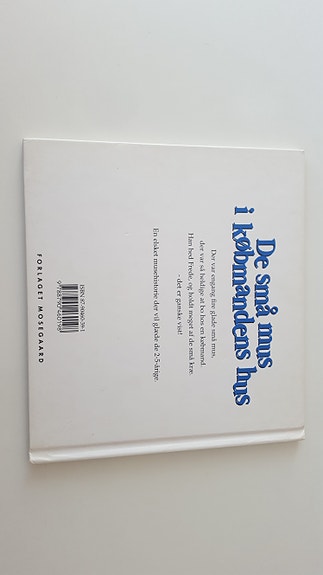 De små mus
i købmandens hus
Der var engang fire glade små mus,
der var så heldige at bo hos en købmand.
Han hed Frede, og holdt meget af de små kræ.
- det er ganske vist!
En elsket musehistorie der vil glæde de 2-5-årige.
FORLAGET MOSEGAARD